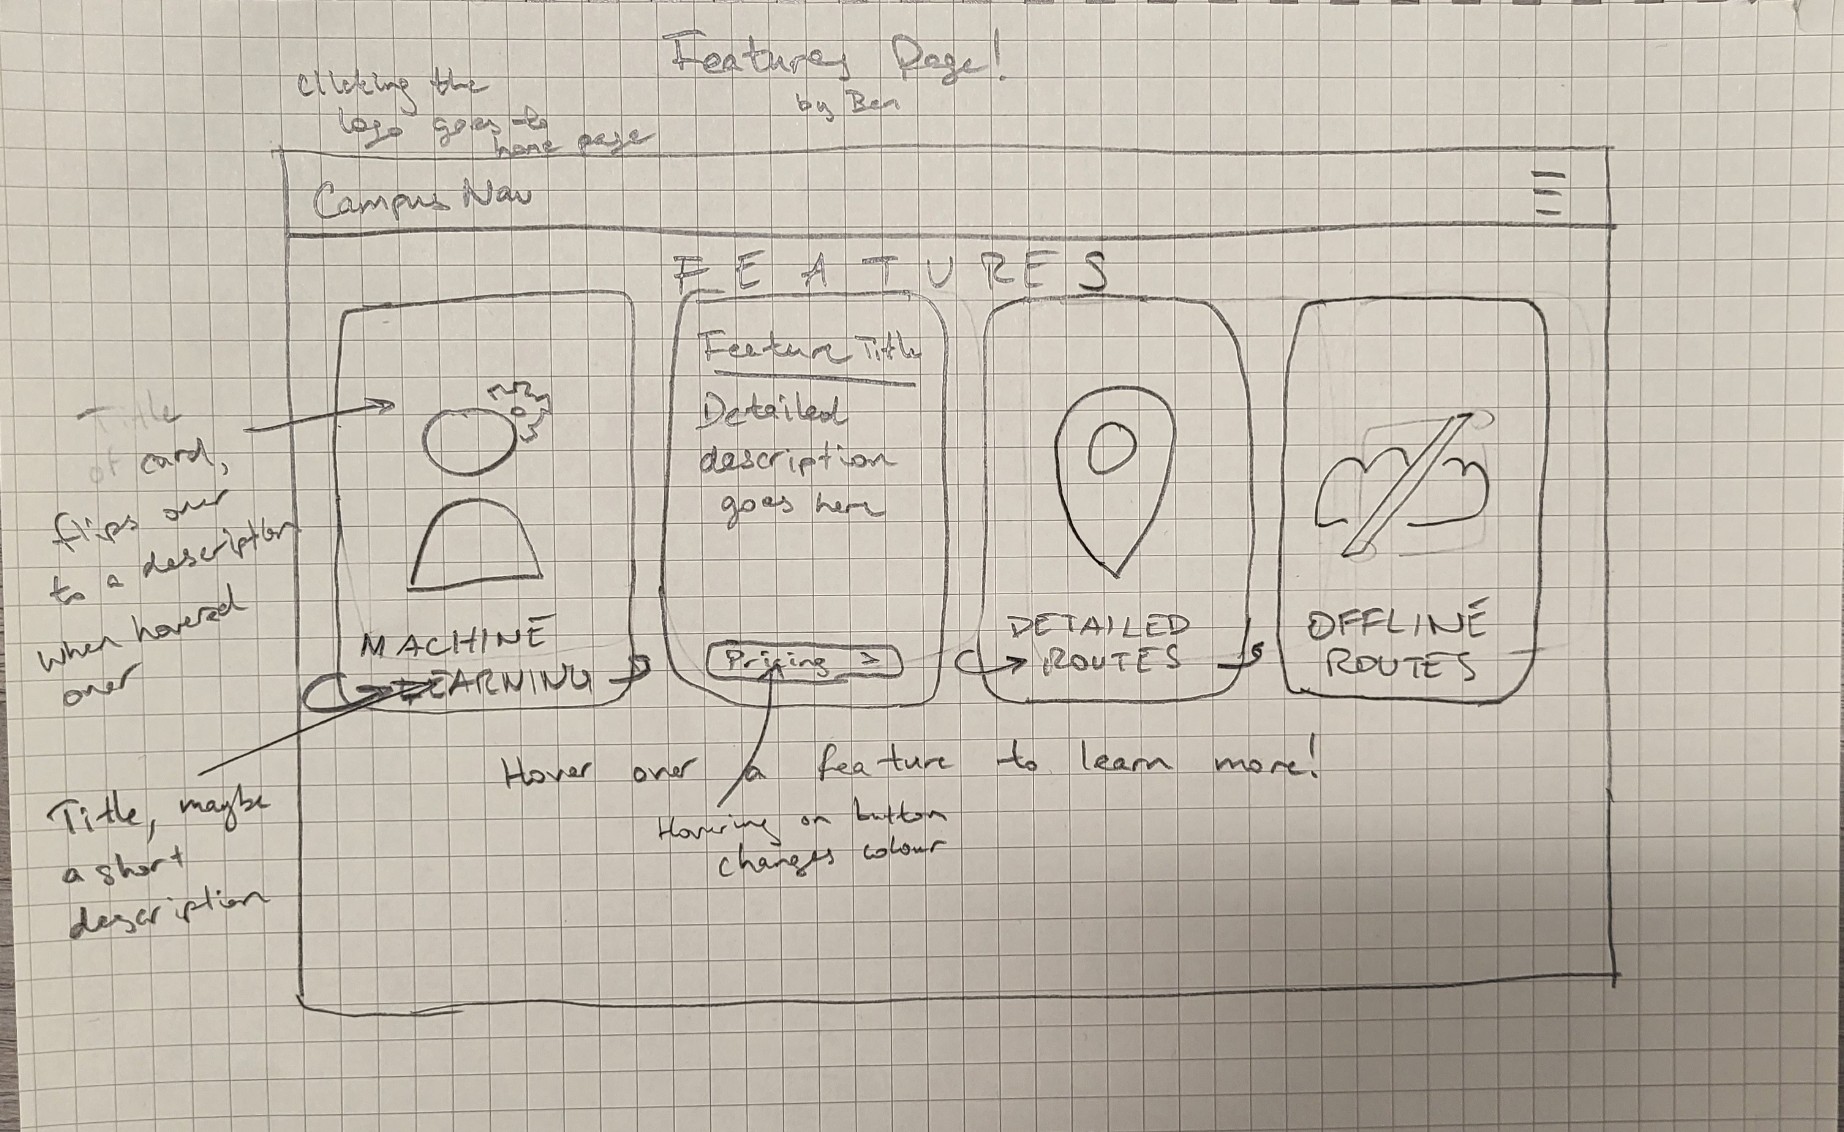 Features Page!
by Ben
Clicking the
logo goes to
home page
Campus Nav
FEATURES
Title
of card,
flips over
to a description
when hovered
over
Feature Title
Detailed
description
goes here
Pricing >
MACHINE
LEARNING
DETAILED
ROUTES
OFFLINE
ROUTES
Title, maybe
a short
description
Hover over a feature to learn more!
Hovering on button
changes colour